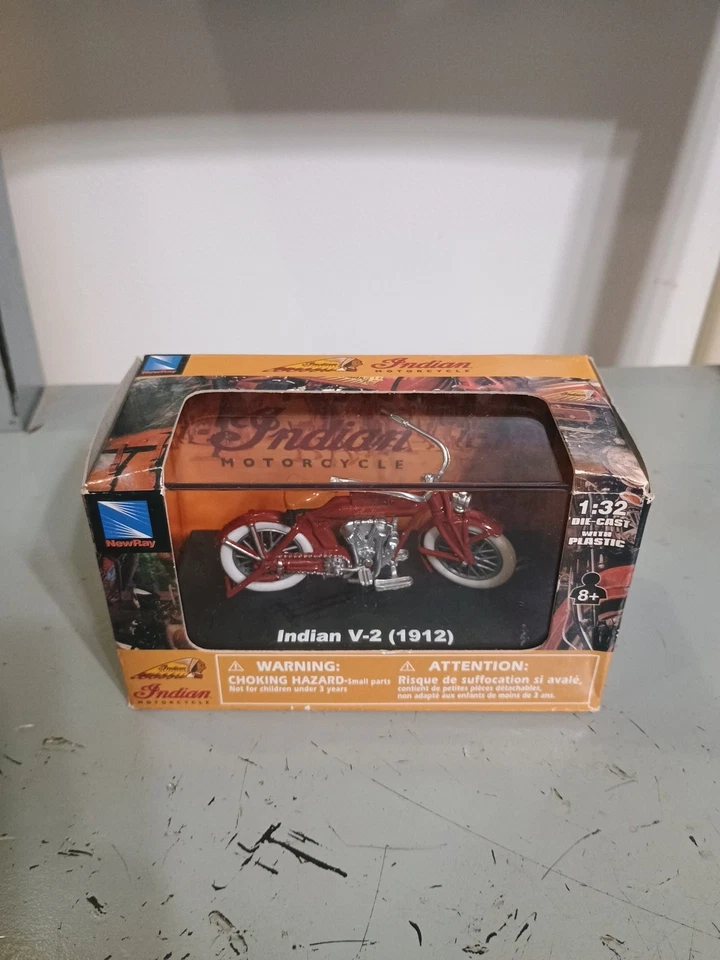 Indian
MOTORCYCLE
Indian
MOTORCYCLE
NewRay
1:32
DIE-CAST
WITH
PLASTIC
8+
Indian V-2 (1912)
Indian
Indian
MOTORCYCLE
WARNING:
CHOKING HAZARD-Small parts
Not for children under 3 years
ATTENTION:
Risque de suffocation si avalé,
contient de petites pièces détachables,
non adapté aux enfants de moins de 3 ans.